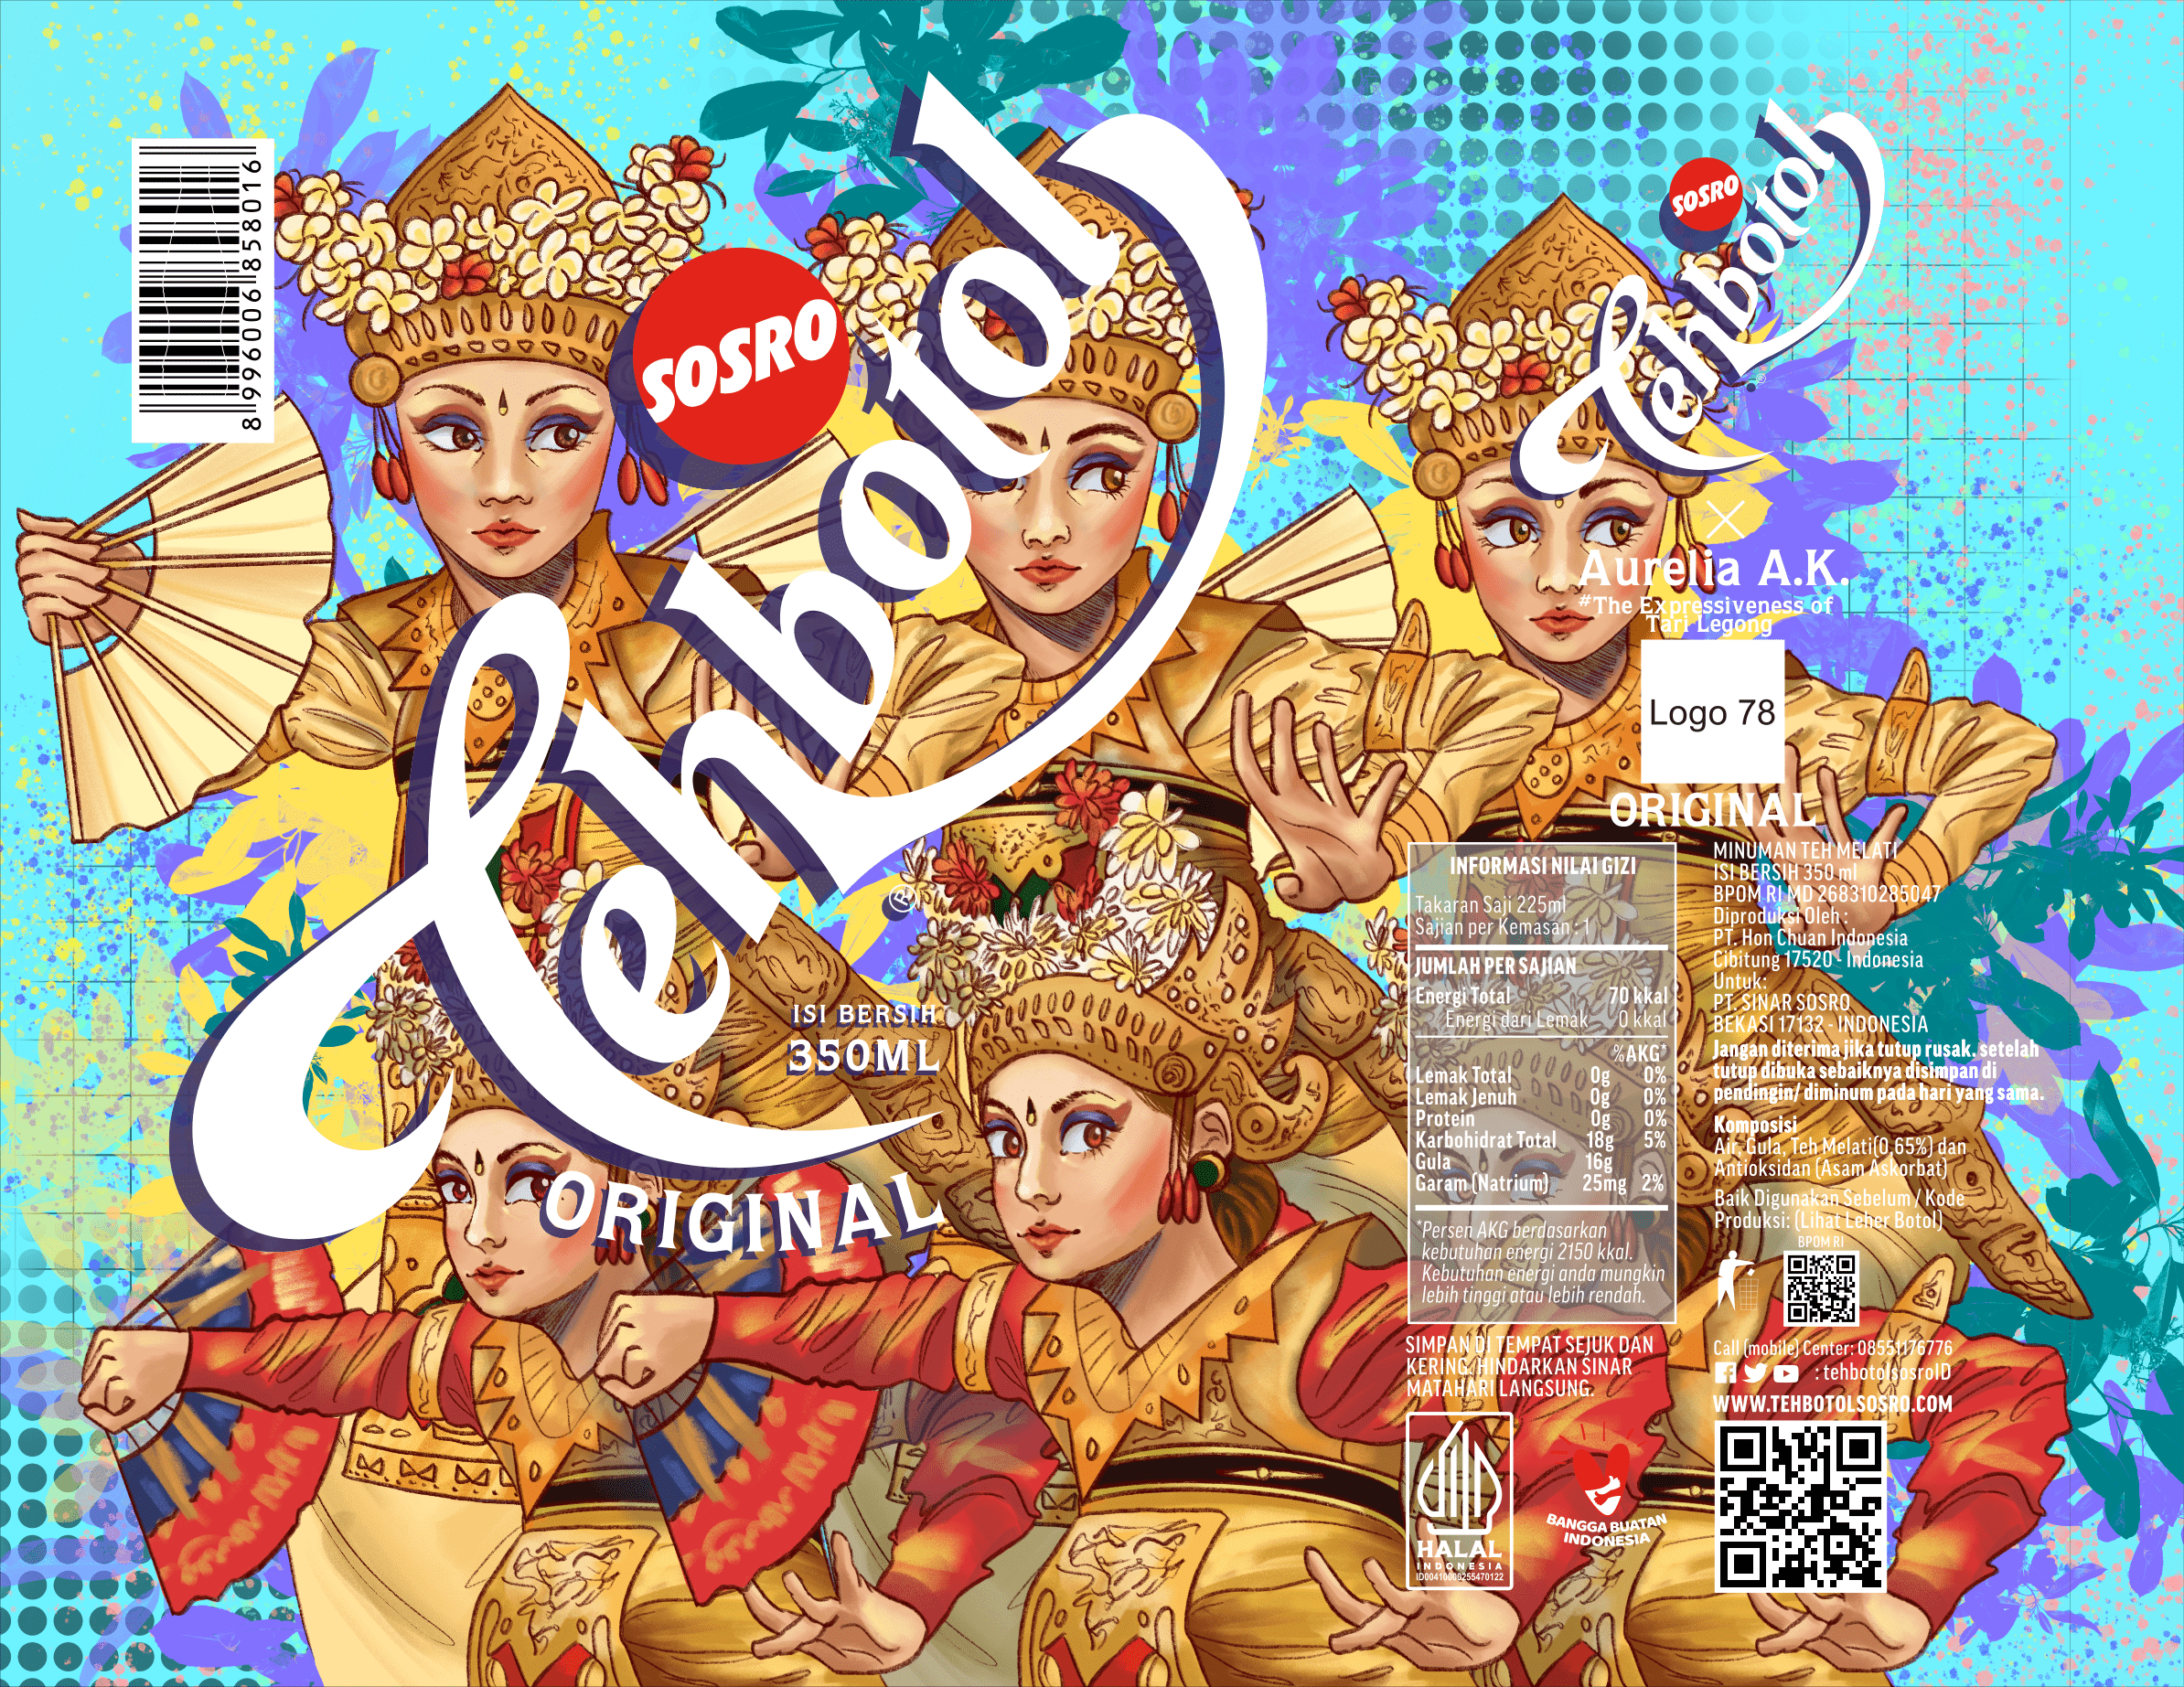 8 996006 858016
SOSRO
Tehbotol
®
ISI BERSIH
350ML
ORIGINAL
SOSRO
Tehbotol
®
×
Aurelia A.K.
#The Expressiveness of
Tari Legong
Logo 78
ORIGINAL
INFORMASI NILAI GIZI
Takaran Saji 225ml
Sajian per Kemasan : 1
JUMLAH PER SAJIAN
Energi Total 70 kkal
Energi dari Lemak 0 kkal
%AKG*
Lemak Total 0g 0%
Lemak Jenuh 0g 0%
Protein 0g 0%
Karbohidrat Total 18g 5%
Gula 16g
Garam (Natrium) 25mg 2%
*Persen AKG berdasarkan
kebutuhan energi 2150 kkal.
Kebutuhan energi anda mungkin
lebih tinggi atau lebih rendah.
SIMPAN DI TEMPAT SEJUK DAN
KERING, HINDARKAN SINAR
MATAHARI LANGSUNG.
HALAL
INDONESIA
ID00410000255470122
BANGGA BUATAN
INDONESIA
MINUMAN TEH MELATI
ISI BERSIH 350 ml
BPOM RI MD 268310285047
Diproduksi Oleh :
PT. Hon Chuan Indonesia
Cibitung 17520 - Indonesia
Untuk:
PT. SINAR SOSRO
BEKASI 17132 - INDONESIA
Jangan diterima jika tutup rusak. setelah
tutup dibuka sebaiknya disimpan di
pendingin/ diminum pada hari yang sama.
Komposisi
Air, Gula, Teh Melati(0,65%) dan
Antioksidan (Asam Askorbat)
Baik Digunakan Sebelum / Kode
Produksi: (Lihat Leher Botol)
BPOM RI
Call (mobile) Center: 08551176776
: tehbotolsosroID
WWW.TEHBOTOLSOSRO.COM